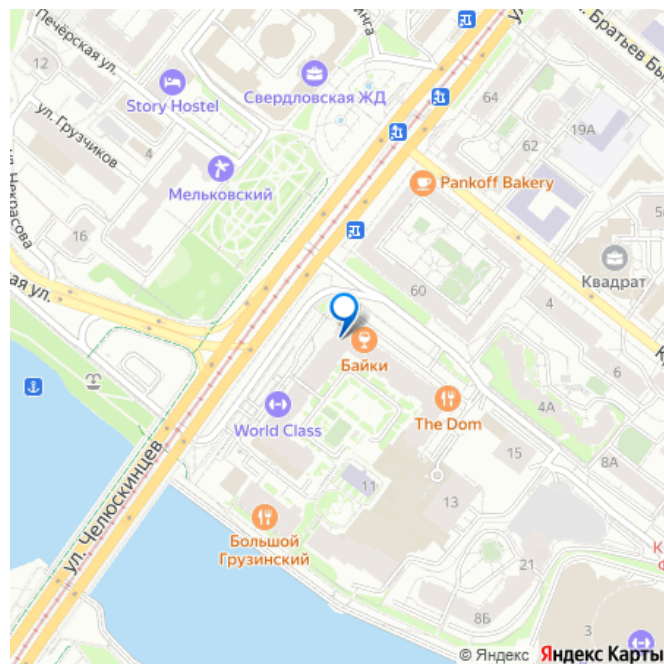 Печёрская ул.
12
Story Hostel
Свердловская ЖД
ул. Грузчиков
4
Мельковский
16
64
62
19А
Pankoff Bakery
Квадрат
60
4
6
Байки
World Class
The Dom
4А
15
8А
11
13
ул. Челюскинцев
Большой
Грузинский
21
8Б
3
© Яндекс Яндекс Карты